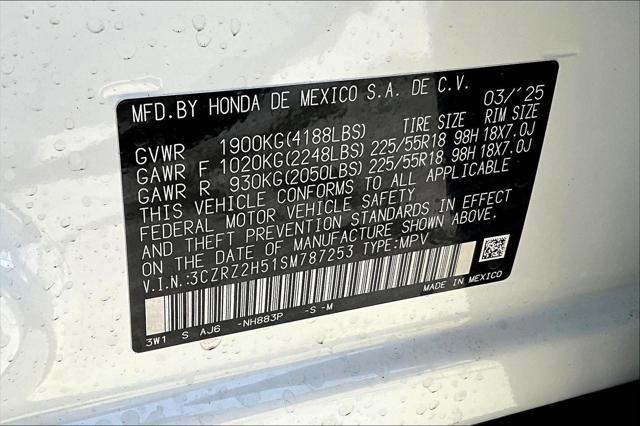 MFD.BY HONDA DE MEXICO S.A. DE C.V. 03/'25
TIRE SIZE RIM SIZE
GVWR 1900KG(4188LBS)
GAWR F 1020KG(2248LBS) 225/55R18 98H 18X7.0J
GAWR R 930KG(2050LBS) 225/55R18 98H 18X7.0J
THIS VEHICLE CONFORMS TO ALL APPLICABLE
FEDERAL MOTOR VEHICLE SAFETY
AND THEFT PREVENTION STANDARDS IN EFFECT
ON THE DATE OF MANUFACTURE SHOWN ABOVE.
V.I.N.:3CZRZ2H51SM787253 TYPE:MPV
MADE IN MEXICO
3W1 S AJ6 -NH883P -S -M